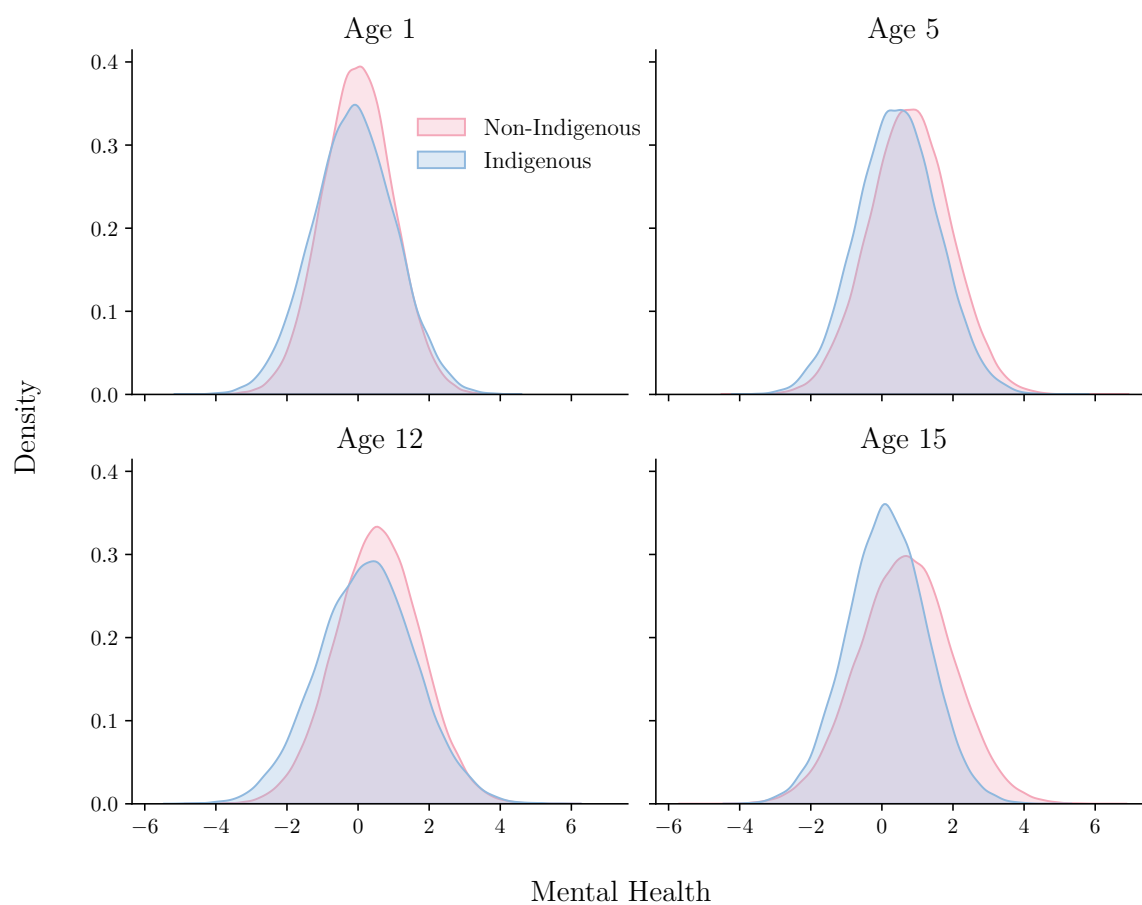 Age 1
Age 5
0.4
0.3
0.2
0.1
0.0
Non-Indigenous
Indigenous
Density
Age 12
Age 15
0.4
0.3
0.2
0.1
0.0
−6 −4 −2 0 2 4 6
−6 −4 −2 0 2 4 6
Mental Health